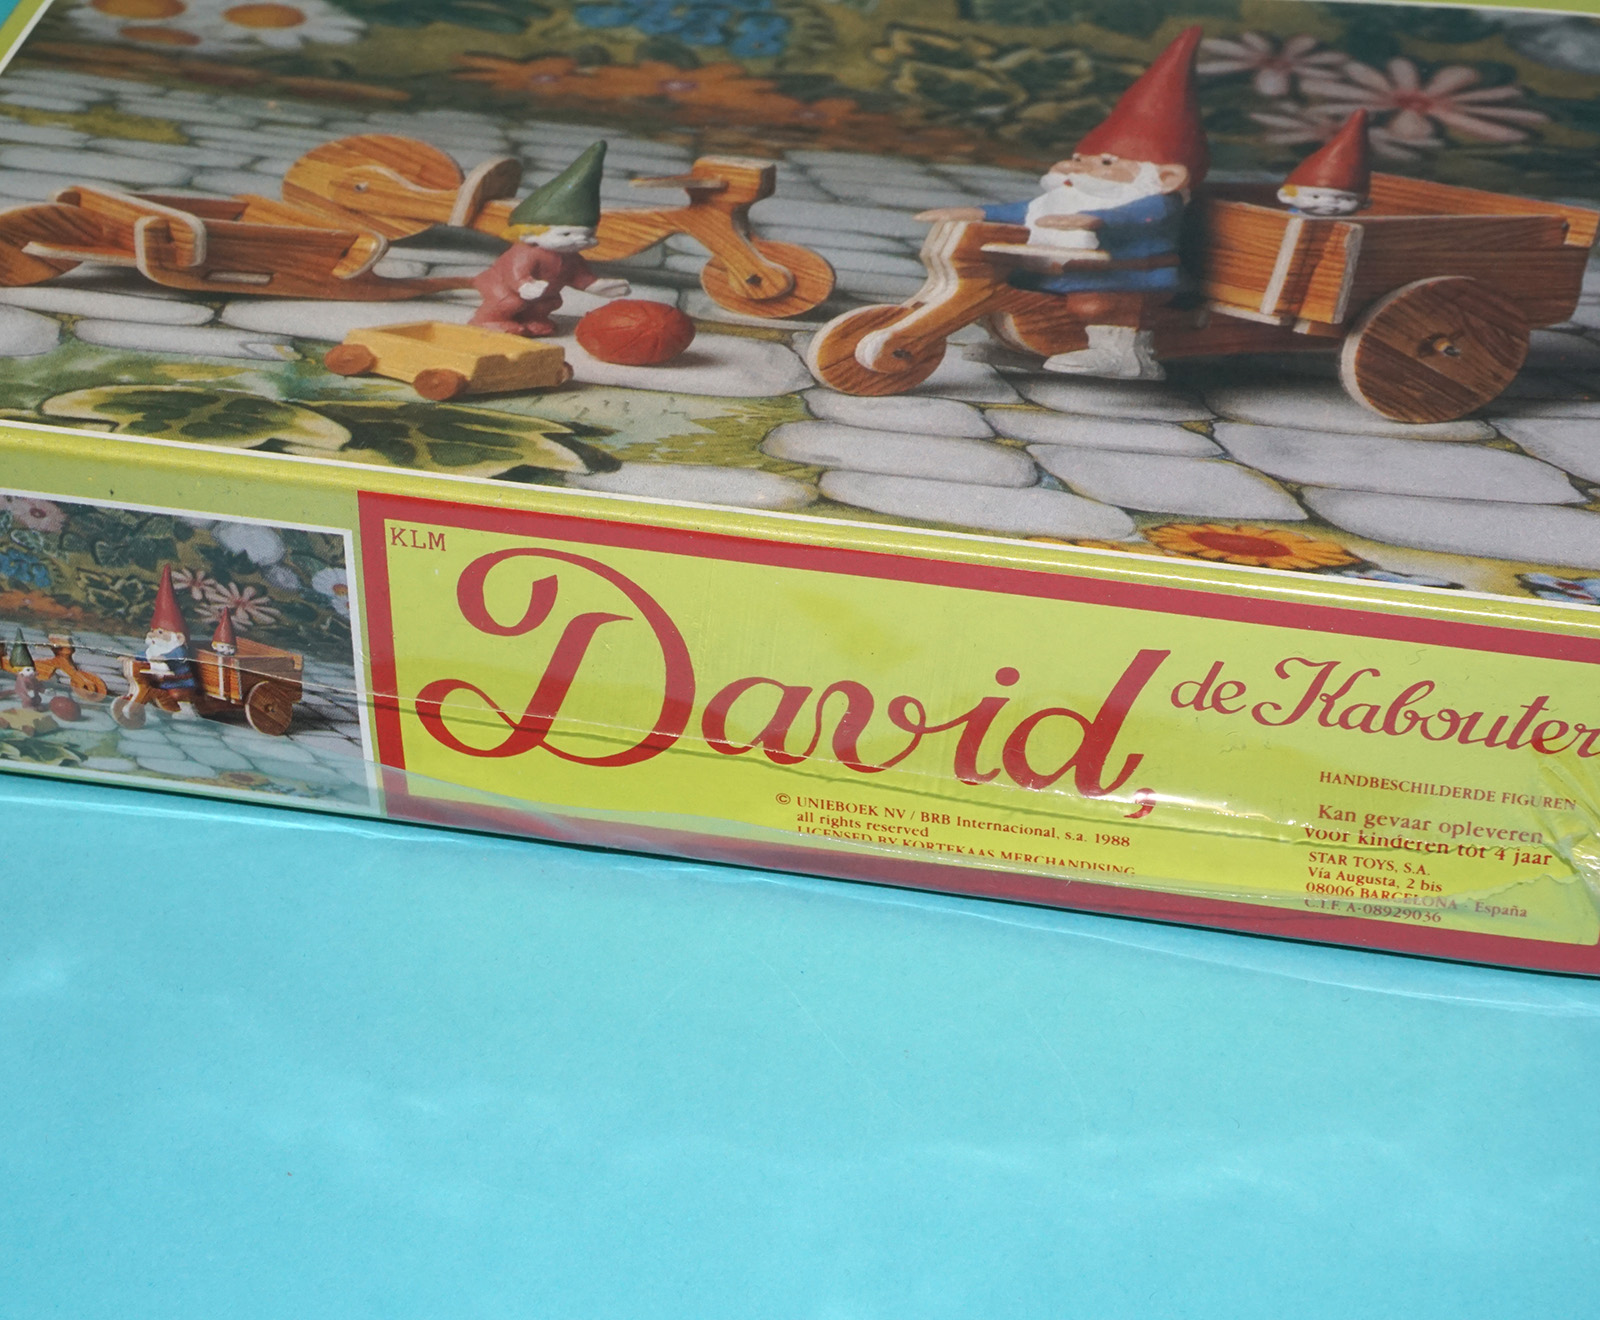 KLM
David, de Kabouter
HANDBESCHILDERDE FIGUREN
© UNIEBOEK NV / BRB Internacional, s.a. 1988
all rights reserved
LICENSED BY KORTEKAAS MERCHANDISING
Kan gevaar opleveren
voor kinderen tot 4 jaar
STAR TOYS, S.A.
Vía Augusta, 2 bis
08006 BARCELONA - España
C.I.F. A-08929036